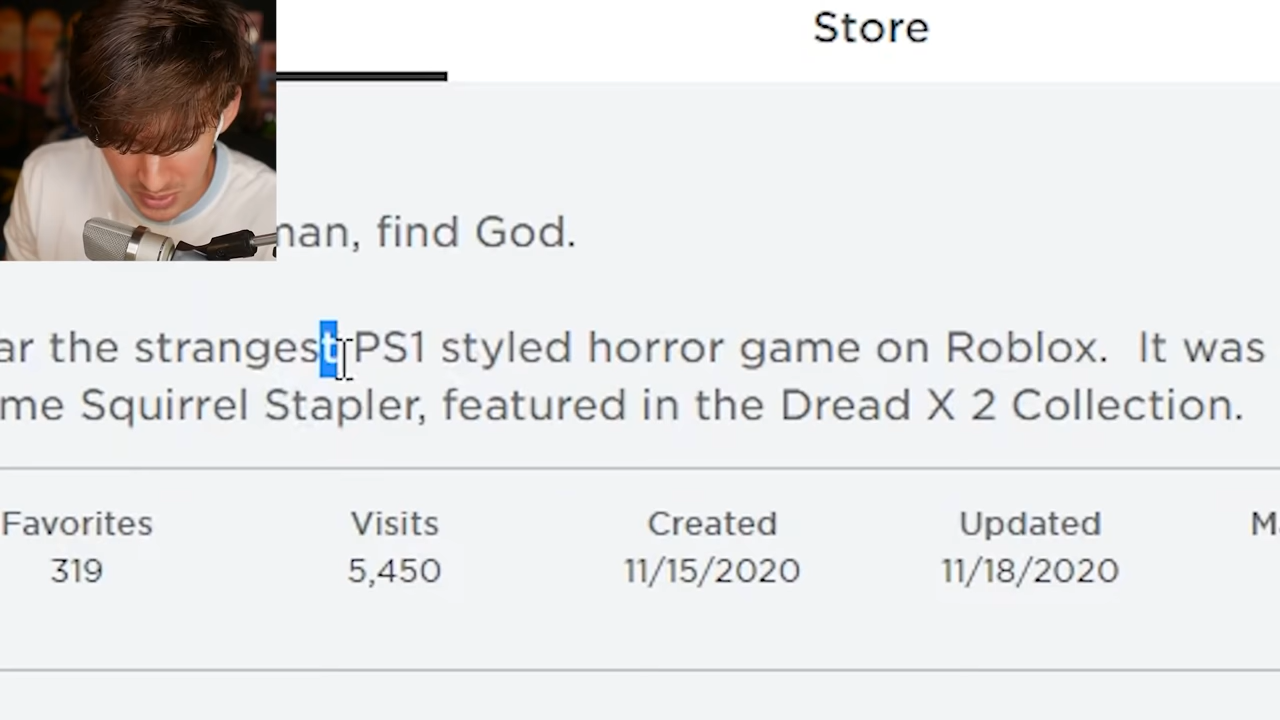 Store
man, find God.
ar the strangest PS1 styled horror game on Roblox. It was
me Squirrel Stapler, featured in the Dread X 2 Collection.
Favorites Visits Created Updated
319 5,450 11/15/2020 11/18/2020